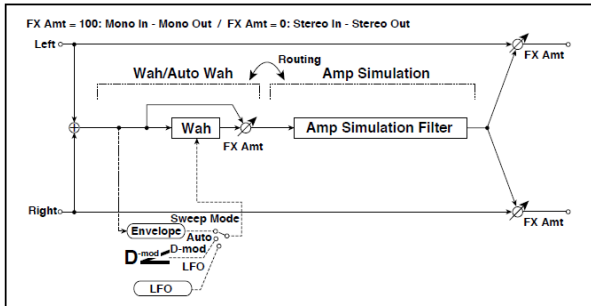 FX Amt = 100: Mono In - Mono Out / FX Amt = 0: Stereo In - Stereo Out
Left
FX Amt
Routing
Wah/Auto Wah
Amp Simulation
Wah
FX Amt
Amp Simulation Filter
Right
FX Amt
Sweep Mode
Envelope
Auto
D-mod
D-mod
LFO
LFO